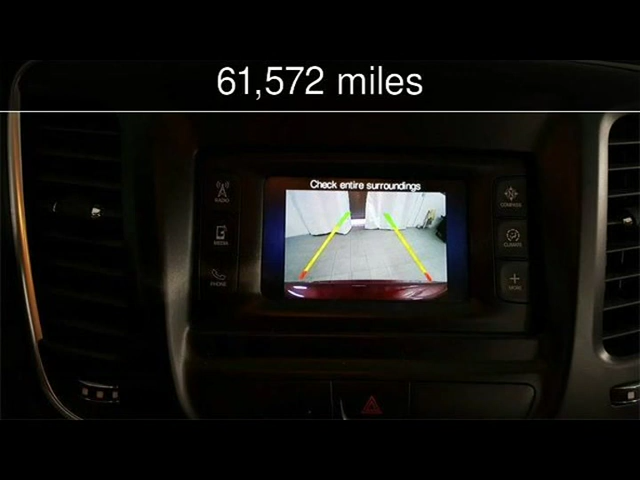 61,572 miles
Check entire surroundings
RADIO
COMPASS
MEDIA
CLIMATE
PHONE
MORE